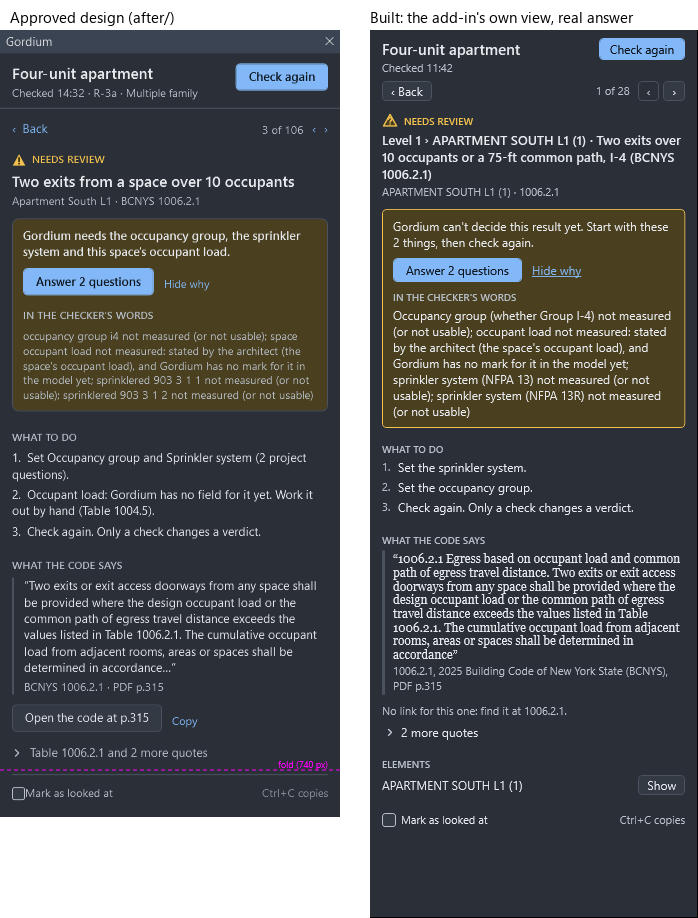 Approved design (after/)
Gordium
Four-unit apartment
Checked 14:32 · R-3a · Multiple family
Check again
‹ Back
3 of 106 ‹ ›
NEEDS REVIEW
Two exits from a space over 10 occupants
Apartment South L1 · BCNYS 1006.2.1
Gordium needs the occupancy group, the sprinkler
system and this space's occupant load.
Answer 2 questions
Hide why
IN THE CHECKER'S WORDS
occupancy group i4 not measured (or not usable); space
occupant load not measured: stated by the architect (the
space's occupant load), and Gordium has no mark for it in
the model yet; sprinklered 903 3 1 1 not measured (or not
usable); sprinklered 903 3 1 2 not measured (or not usable)
WHAT TO DO
1. Set Occupancy group and Sprinkler system (2 project
questions).
2. Occupant load: Gordium has no field for it yet. Work it
out by hand (Table 1004.5).
3. Check again. Only a check changes a verdict.
WHAT THE CODE SAYS
“Two exits or exit access doorways from any space shall
be provided where the design occupant load or the
common path of egress travel distance exceeds the
values listed in Table 1006.2.1. The cumulative occupant
load from adjacent rooms, areas or spaces shall be
determined in accordance…”
BCNYS 1006.2.1 · PDF p.315
Open the code at p.315
Copy
› Table 1006.2.1 and 2 more quotes
fold (740 px)
Mark as looked at
Ctrl+C copies
Built: the add-in's own view, real answer
Four-unit apartment
Checked 11:42
Check again
‹ Back
1 of 28 ‹ ›
NEEDS REVIEW
Level 1 › APARTMENT SOUTH L1 (1) · Two exits over
10 occupants or a 75-ft common path, I-4 (BCNYS
1006.2.1)
APARTMENT SOUTH L1 (1) · 1006.2.1
Gordium can't decide this result yet. Start with these
2 things, then check again.
Answer 2 questions
Hide why
IN THE CHECKER'S WORDS
Occupancy group (whether Group I-4) not measured
(or not usable); occupant load not measured: stated
by the architect (the space's occupant load), and
Gordium has no mark for it in the model yet;
sprinkler system (NFPA 13) not measured (or not
usable); sprinkler system (NFPA 13R) not measured
(or not usable)
WHAT TO DO
1. Set the sprinkler system.
2. Set the occupancy group.
3. Check again. Only a check changes a verdict.
WHAT THE CODE SAYS
“1006.2.1 Egress based on occupant load and common
path of egress travel distance. Two exits or exit access
doorways from any space shall be provided where the
design occupant load or the common path of egress
travel distance exceeds the values listed in Table
1006.2.1. The cumulative occupant load from adjacent
rooms, areas or spaces shall be determined in
accordance”
1006.2.1, 2025 Building Code of New York State (BCNYS),
PDF p.315
No link for this one: find it at 1006.2.1.
› 2 more quotes
ELEMENTS
APARTMENT SOUTH L1 (1)
Show
Mark as looked at
Ctrl+C copies